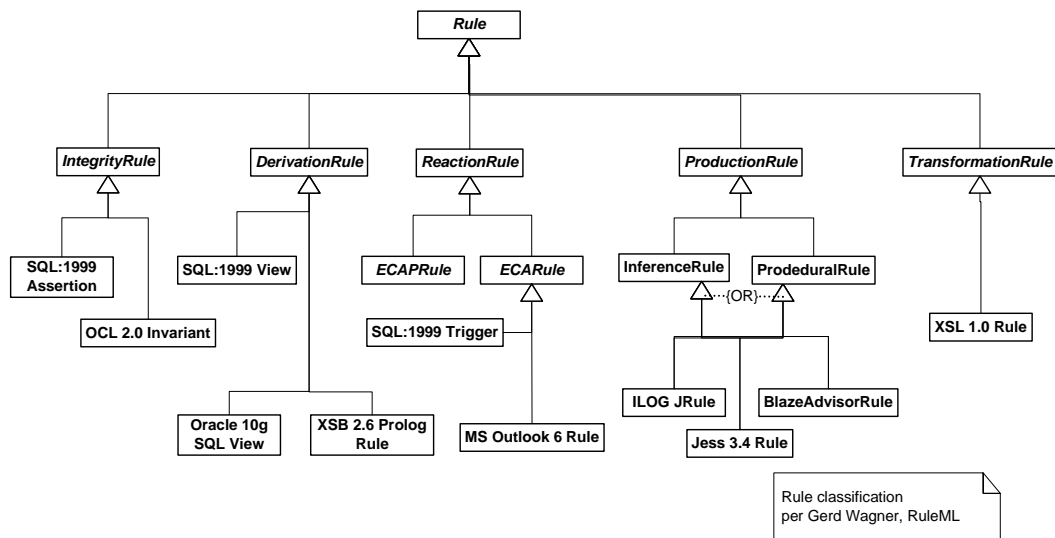 Rule
IntegrityRule
DerivationRule
ReactionRule
ProductionRule
TransformationRule
SQL:1999
Assertion
SQL:1999 View
ECAPRule
ECARule
InferenceRule
ProdeduralRule
{OR}
OCL 2.0 Invariant
SQL:1999 Trigger
XSL 1.0 Rule
Oracle 10g
SQL View
XSB 2.6 Prolog
Rule
MS Outlook 6 Rule
ILOG JRule
BlazeAdvisorRule
Jess 3.4 Rule
Rule classification
per Gerd Wagner, RuleML